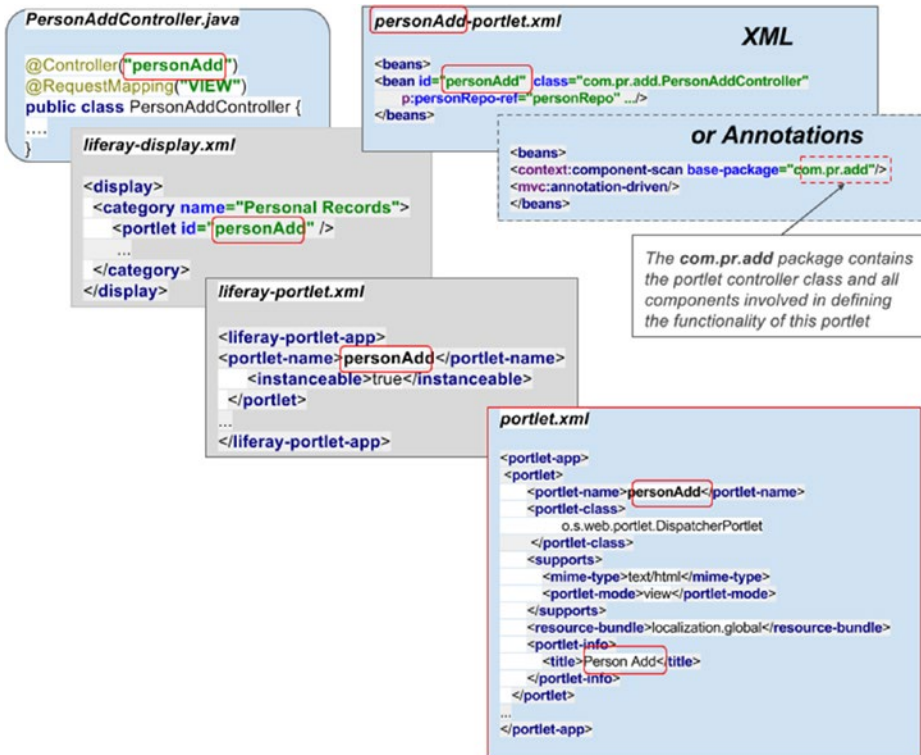 PersonAddController.java
@Controller("personAdd")
@RequestMapping("VIEW")
public class PersonAddController {
....
}
personAdd-portlet.xml
XML
<beans>
<bean id="personAdd" class="com.pr.add.PersonAddController"
p:personRepo-ref="personRepo" .../>
</beans>
or Annotations
<beans>
<context:component-scan base-package="com.pr.add"/>
<mvc:annotation-driven/>
</beans>
The com.pr.add package contains
the portlet controller class and all
components involved in defining
the functionality of this portlet
liferay-display.xml
<display>
<category name="Personal Records">
<portlet id="personAdd" />
...
</category>
</display>
liferay-portlet.xml
<liferay-portlet-app>
<portlet-name>personAdd</portlet-name>
<instanceable>true</instanceable>
</portlet>
...
</liferay-portlet-app>
portlet.xml
<portlet-app>
<portlet>
<portlet-name>personAdd</portlet-name>
<portlet-class>
o.s.web.portlet.DispatcherPortlet
</portlet-class>
<supports>
<mime-type>text/html</mime-type>
<portlet-mode>view</portlet-mode>
</supports>
<resource-bundle>localization.global</resource-bundle>
<portlet-info>
<title>Person Add</title>
</portlet-info>
</portlet>
...
</portlet-app>